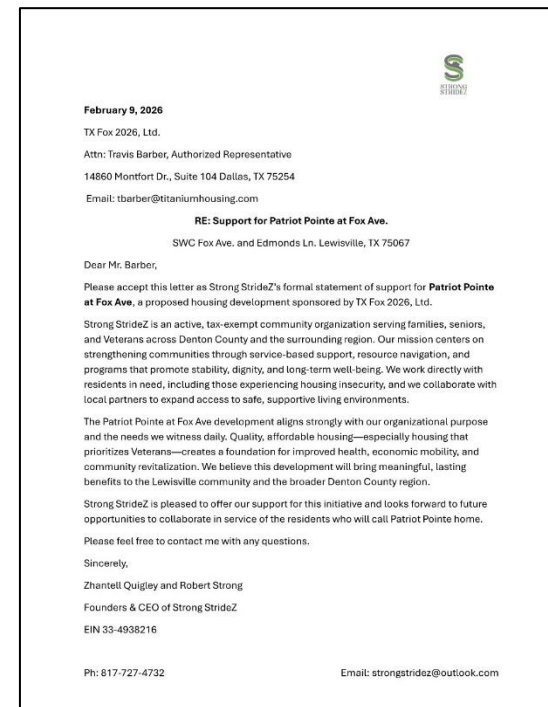 STRONG
STRIDEZ
February 9, 2026
TX Fox 2026, Ltd.
Attn: Travis Barber, Authorized Representative
14860 Montfort Dr., Suite 104 Dallas, TX 75254
Email: tbarber@titaniumhousing.com
RE: Support for Patriot Pointe at Fox Ave.
SWC Fox Ave. and Edmonds Ln. Lewisville, TX 75067
Dear Mr. Barber,
Please accept this letter as Strong StrideZ's formal statement of support for Patriot Pointe
at Fox Ave, a proposed housing development sponsored by TX Fox 2026, Ltd.
Strong StrideZ is an active, tax-exempt community organization serving families, seniors,
and Veterans across Denton County and the surrounding region. Our mission centers on
strengthening communities through service-based support, resource navigation, and
programs that promote stability, dignity, and long-term well-being. We work directly with
residents in need, including those experiencing housing insecurity, and we collaborate with
local partners to expand access to safe, supportive living environments.
The Patriot Pointe at Fox Ave development aligns strongly with our organizational purpose
and the needs we witness daily. Quality, affordable housing—especially housing that
prioritizes Veterans—creates a foundation for improved health, economic mobility, and
community revitalization. We believe this development will bring meaningful, lasting
benefits to the Lewisville community and the broader Denton County region.
Strong StrideZ is pleased to offer our support for this initiative and looks forward to future
opportunities to collaborate in service of the residents who will call Patriot Pointe home.
Please feel free to contact me with any questions.
Sincerely,
Zhantell Quigley and Robert Strong
Founders & CEO of Strong StrideZ
EIN 33-4938216
Ph: 817-727-4732 Email: strongstridez@outlook.com